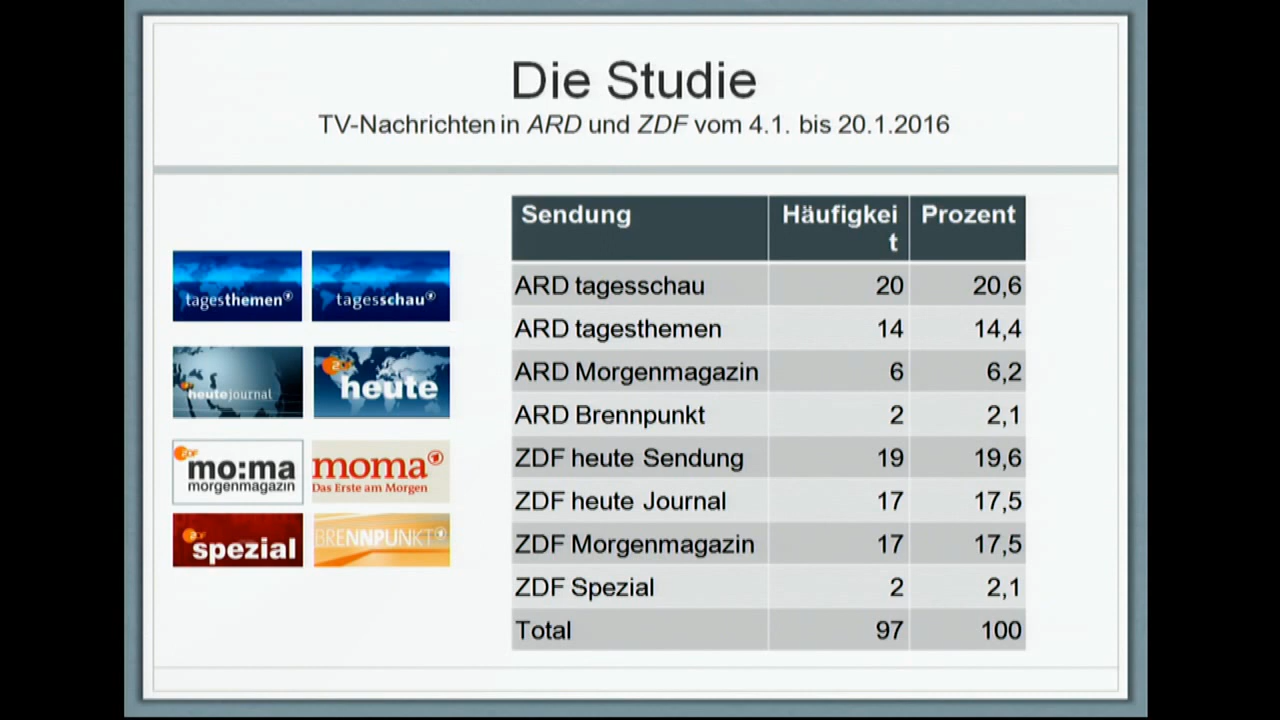 Die Studie
TV-Nachrichten in ARD und ZDF vom 4.1. bis 20.1.2016
tagesthemen
tagesschau
heutejournal
heute
ZDF
mo:ma
morgenmagazin
moma
Das Erste am Morgen
spezial
BRENNPUNKT
Sendung Häufigkei Prozent
t
ARD tagesschau 20 20,6
ARD tagesthemen 14 14,4
ARD Morgenmagazin 6 6,2
ARD Brennpunkt 2 2,1
ZDF heute Sendung 19 19,6
ZDF heute Journal 17 17,5
ZDF Morgenmagazin 17 17,5
ZDF Spezial 2 2,1
Total 97 100